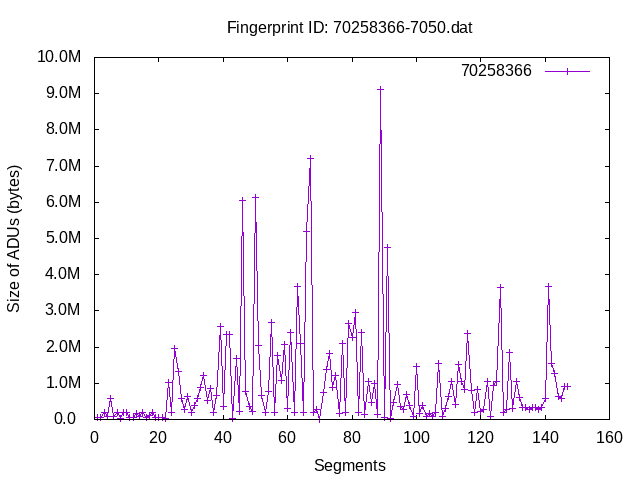 Fingerprint ID: 70258366-7050.dat
70258366
Size of ADUs (bytes)
10.0M
9.0M
8.0M
7.0M
6.0M
5.0M
4.0M
3.0M
2.0M
1.0M
0.0
0 20 40 60 80 100 120 140 160
Segments